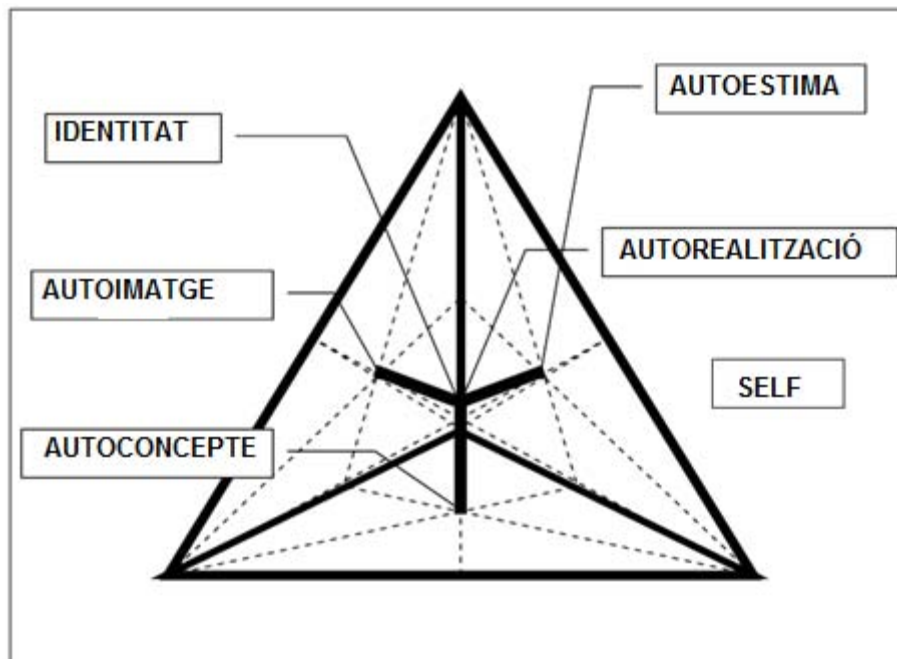 AUTOESTIMA
IDENTITAT
AUTOREALITZACIÓ
AUTOIMATGE
SELF
AUTOCONCEPTE